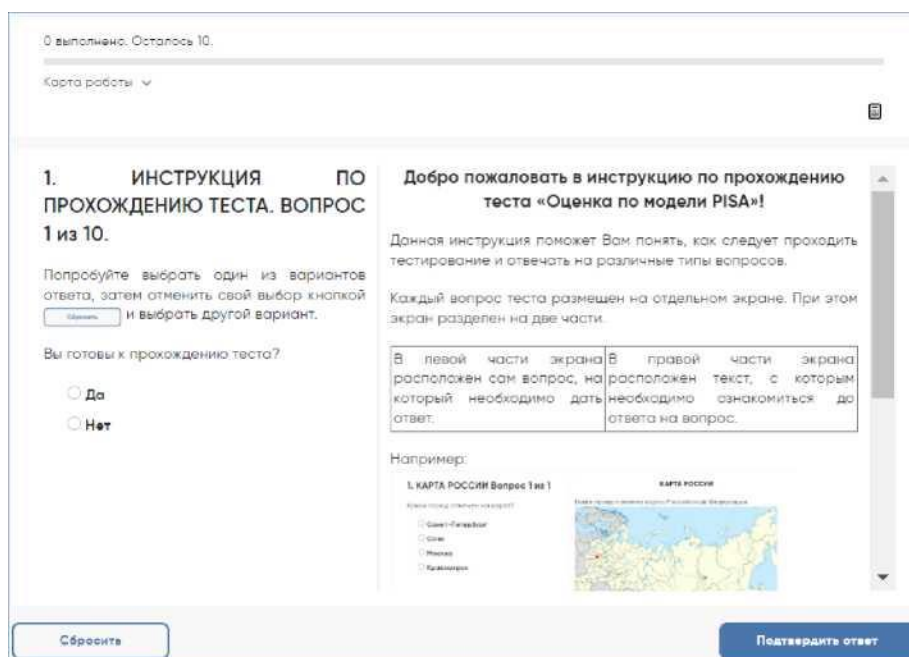 0 выполнено. Осталось 10.
Карта работы
1. ИНСТРУКЦИЯ ПО
ПРОХОЖДЕНИЮ ТЕСТА. ВОПРОС
1 из 10.
Попробуйте выбрать один из вариантов
ответа, затем отменить свой выбор кнопкой
Сбросить и выбрать другой вариант.
Вы готовы к прохождению теста?
Да
Нет
Добро пожаловать в инструкцию по прохождению
теста «Оценка по модели PISA»!
Данная инструкция поможет Вам понять, как следует проходить
тестирование и отвечать на различные типы вопросов.
Каждый вопрос теста размещен на отдельном экране. При этом
экран разделен на две части.
В левой части экрана
расположен сам вопрос, на
который необходимо дать
ответ.
В правой части экрана
расположен текст, с которым
необходимо ознакомиться до
ответа на вопрос.
Например:
1. КАРТА РОССИИ Вопрос 1 из 1
Санкт-Петербург
Сочи
Москва
Красноярск
КАРТА РОССИИ
Сбросить
Подтвердить ответ